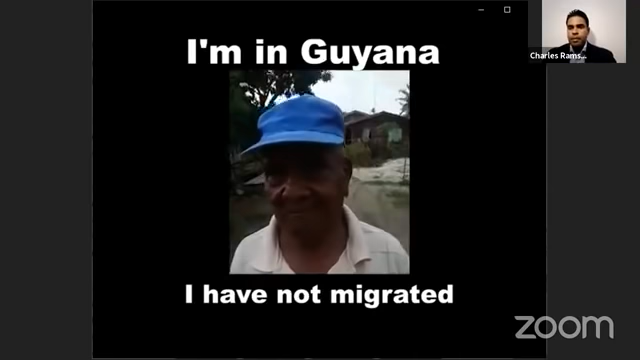 I'm in Guyana
Charles Rams...
I have not migrated
zoom